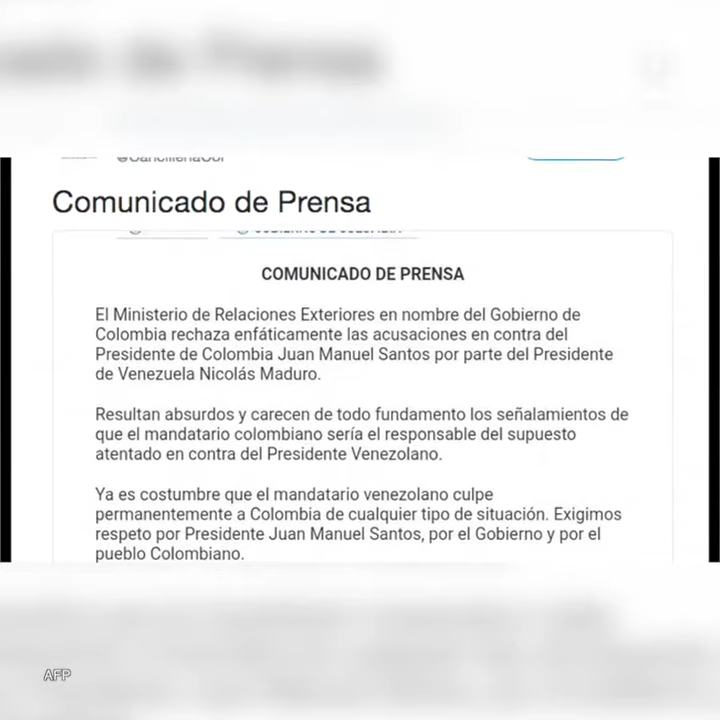 Comunicado de Prensa
COMUNICADO DE PRENSA
El Ministerio de Relaciones Exteriores en nombre del Gobierno de
Colombia rechaza enfáticamente las acusaciones en contra del
Presidente de Colombia Juan Manuel Santos por parte del Presidente
de Venezuela Nicolás Maduro.
Resultan absurdos y carecen de todo fundamento los señalamientos de
que el mandatario colombiano sería el responsable del supuesto
atentado en contra del Presidente Venezolano.
Ya es costumbre que el mandatario venezolano culpe
permanentemente a Colombia de cualquier tipo de situación. Exigimos
respeto por Presidente Juan Manuel Santos, por el Gobierno y por el
pueblo Colombiano.
AFP